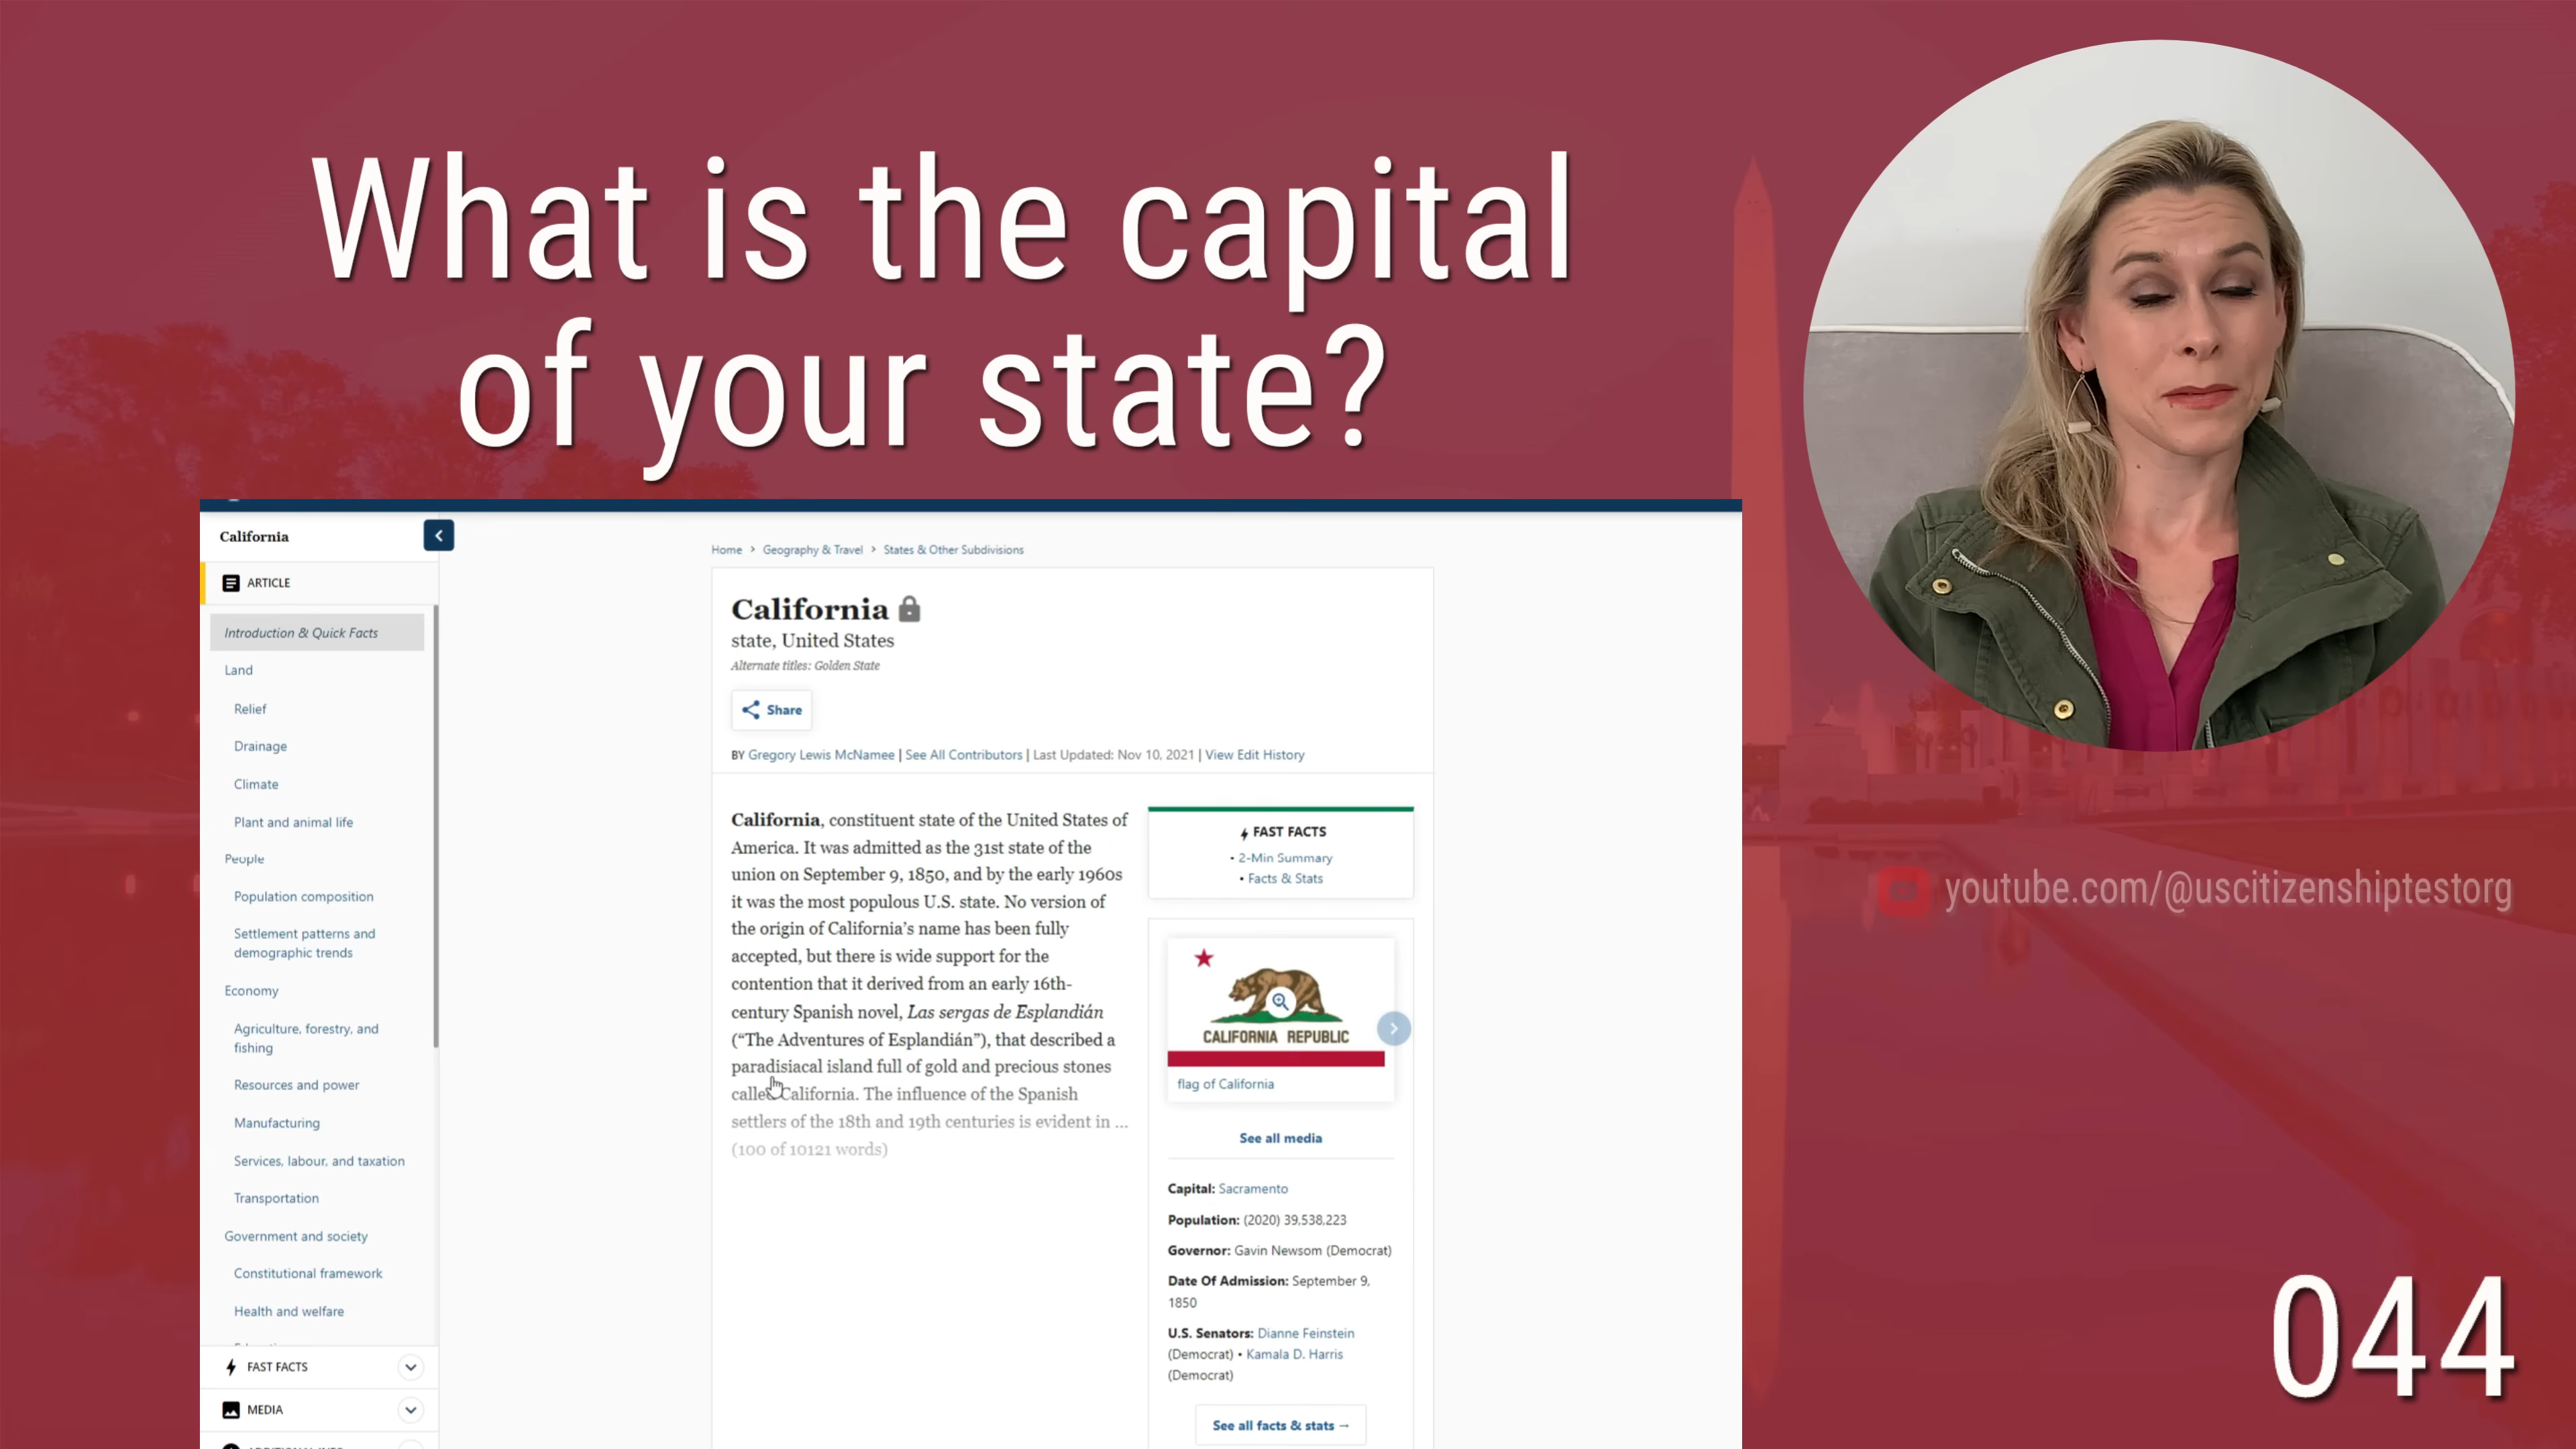 What is the capital
of your state?
California
ARTICLE
Introduction & Quick Facts
Land
Relief
Drainage
Climate
Plant and animal life
People
Population composition
Settlement patterns and
demographic trends
Economy
Agriculture, forestry, and
fishing
Resources and power
Manufacturing
Services, labour, and taxation
Transportation
Government and society
Constitutional framework
Health and welfare
FAST FACTS
MEDIA
Home > Geography & Travel > States & Other Subdivisions
California
state, United States
Alternate titles: Golden State
Share
BY Gregory Lewis McNamee | See All Contributors | Last Updated: Nov 10, 2021 | View Edit History
California, constituent state of the United States of
America. It was admitted as the 31st state of the
union on September 9, 1850, and by the early 1960s
it was the most populous U.S. state. No version of
the origin of California's name has been fully
accepted, but there is wide support for the
contention that it derived from an early 16th-
century Spanish novel, Las sergas de Esplandián
(“The Adventures of Esplandián”), that described a
paradisiacal island full of gold and precious stones
called California. The influence of the Spanish
settlers of the 18th and 19th centuries is evident in ...
(100 of 10121 words)
FAST FACTS
• 2-Min Summary
• Facts & Stats
CALIFORNIA REPUBLIC
flag of California
See all media
Capital: Sacramento
Population: (2020) 39,538,223
Governor: Gavin Newsom (Democrat)
Date Of Admission: September 9,
1850
U.S. Senators: Dianne Feinstein
(Democrat) • Kamala D. Harris
(Democrat)
See all facts & stats →
youtube.com/@uscitizenshiptestorg
044